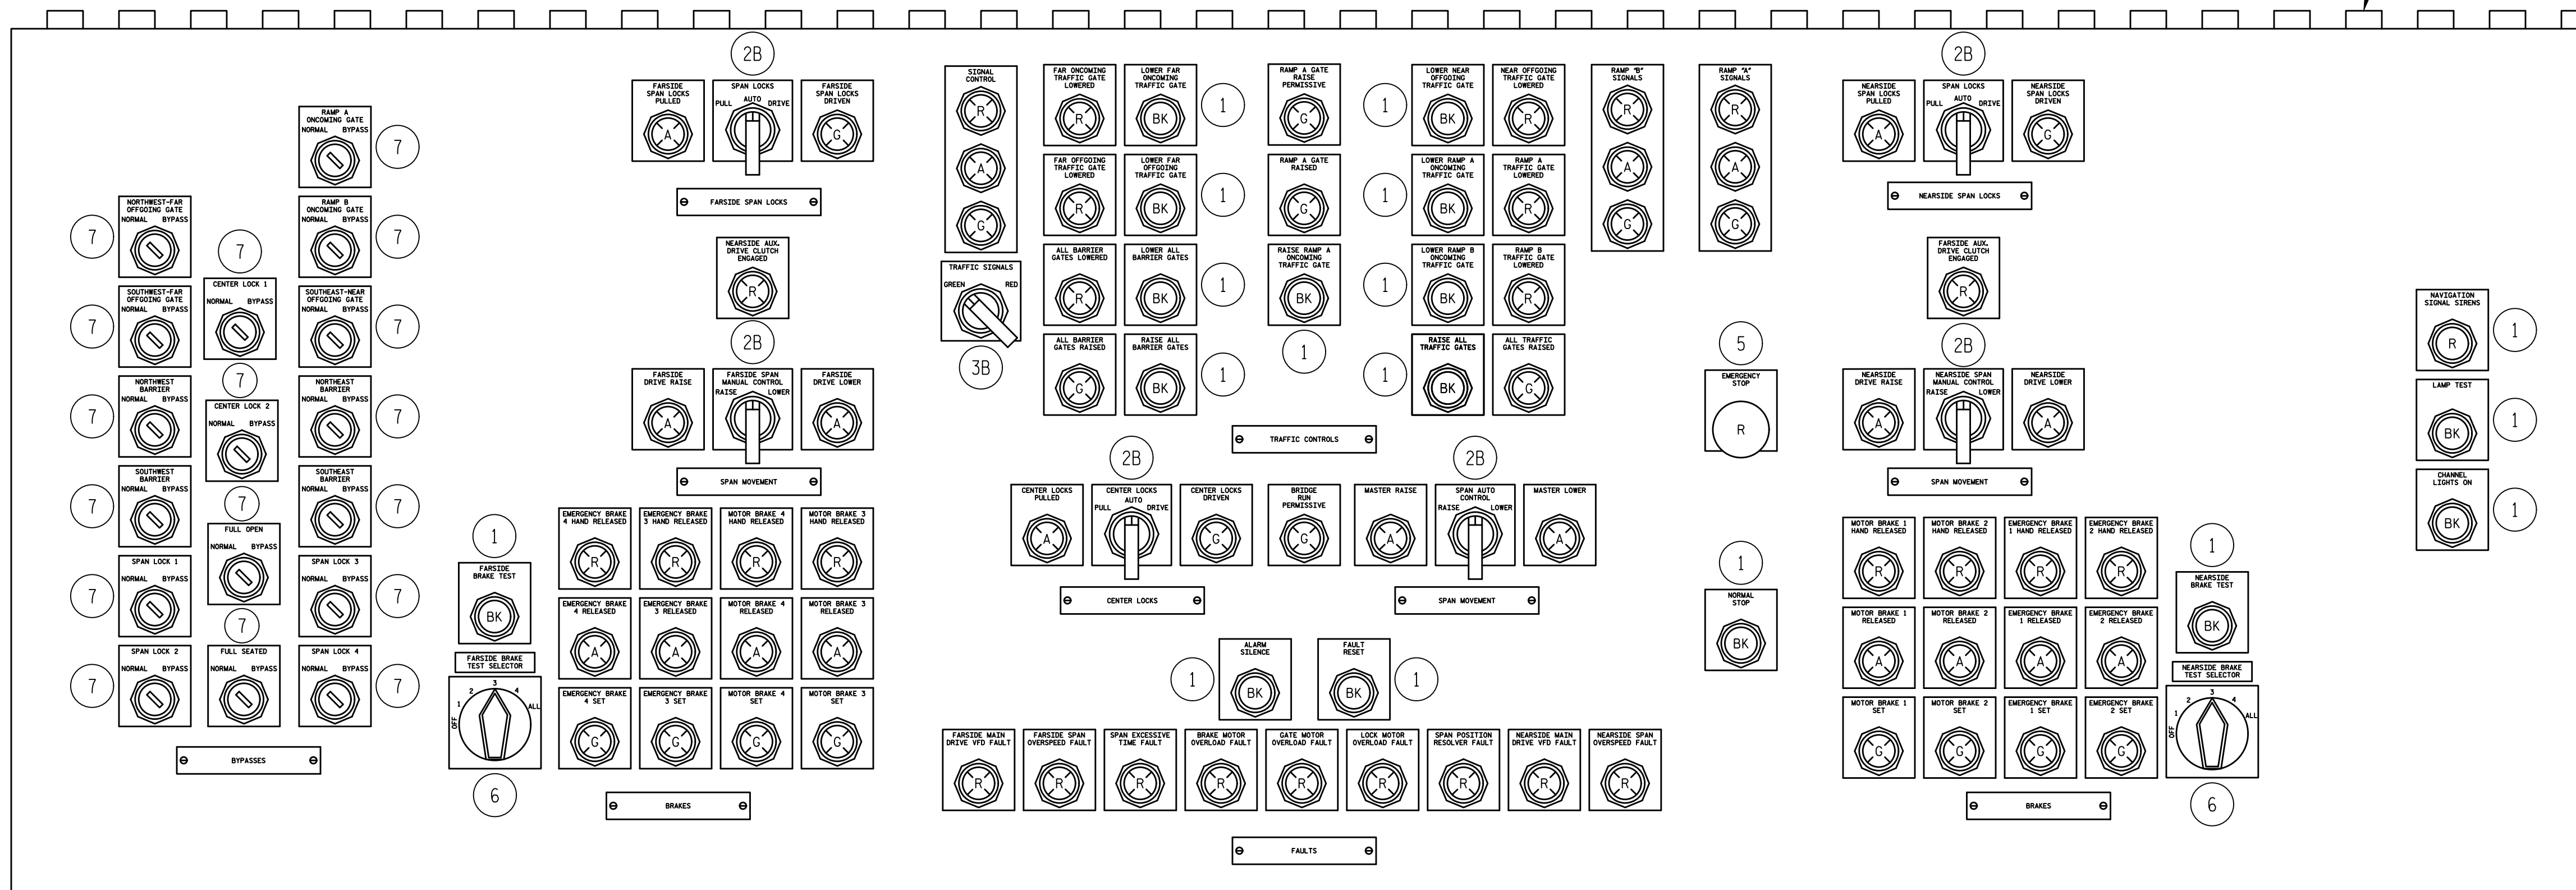 RAMP A
ONCOMING GATE
NORMAL BYPASS
7
NORTHWEST-FAR
OFFGOING GATE
NORMAL BYPASS
7
RAMP B
ONCOMING GATE
NORMAL BYPASS
7
7
CENTER LOCK 1
NORMAL BYPASS
SOUTHWEST-FAR
OFFGOING GATE
NORMAL BYPASS
7
SOUTHEAST-NEAR
OFFGOING GATE
NORMAL BYPASS
7
7
CENTER LOCK 2
NORMAL BYPASS
NORTHWEST
BARRIER
NORMAL BYPASS
7
NORTHEAST
BARRIER
NORMAL BYPASS
7
7
FULL OPEN
NORMAL BYPASS
SOUTHWEST
BARRIER
NORMAL BYPASS
7
SOUTHEAST
BARRIER
NORMAL BYPASS
7
SPAN LOCK 1
NORMAL BYPASS
7
SPAN LOCK 3
NORMAL BYPASS
7
7
FULL SEATED
NORMAL BYPASS
SPAN LOCK 2
NORMAL BYPASS
7
SPAN LOCK 4
NORMAL BYPASS
7
BYPASSES
1
FARSIDE
BRAKE TEST
BK
FARSIDE BRAKE
TEST SELECTOR
OFF 1 2 3 4 ALL
6
2B
FARSIDE
SPAN LOCKS
PULLED
A
SPAN LOCKS
AUTO
PULL DRIVE
FARSIDE
SPAN LOCKS
DRIVEN
G
FARSIDE SPAN LOCKS
NEARSIDE AUX.
DRIVE CLUTCH
ENGAGED
R
2B
FARSIDE
DRIVE RAISE
A
FARSIDE SPAN
MANUAL CONTROL
RAISE LOWER
FARSIDE
DRIVE LOWER
A
SPAN MOVEMENT
EMERGENCY BRAKE
4 HAND RELEASED
R
EMERGENCY BRAKE
3 HAND RELEASED
R
MOTOR BRAKE 4
HAND RELEASED
R
MOTOR BRAKE 3
HAND RELEASED
R
EMERGENCY BRAKE
4 RELEASED
A
EMERGENCY BRAKE
3 RELEASED
A
MOTOR BRAKE 4
RELEASED
A
MOTOR BRAKE 3
RELEASED
A
EMERGENCY BRAKE
4 SET
G
EMERGENCY BRAKE
3 SET
G
MOTOR BRAKE 4
SET
G
MOTOR BRAKE 3
SET
G
BRAKES
SIGNAL
CONTROL
R
A
G
TRAFFIC SIGNALS
GREEN RED
3B
FAR ONCOMING
TRAFFIC GATE
LOWERED
R
LOWER FAR
ONCOMING
TRAFFIC GATE
BK
1
RAMP A GATE
RAISE
PERMISSIVE
G
1
LOWER NEAR
OFFGOING
TRAFFIC GATE
BK
NEAR OFFGOING
TRAFFIC GATE
LOWERED
R
FAR OFFGOING
TRAFFIC GATE
LOWERED
R
LOWER FAR
OFFGOING
TRAFFIC GATE
BK
1
RAMP A GATE
RAISED
G
1
LOWER RAMP A
ONCOMING
TRAFFIC GATE
BK
RAMP A
TRAFFIC GATE
LOWERED
R
ALL BARRIER
GATES LOWERED
R
LOWER ALL
BARRIER GATES
BK
1
RAISE RAMP A
ONCOMING
TRAFFIC GATE
BK
1
1
LOWER RAMP B
ONCOMING
TRAFFIC GATE
BK
RAMP B
TRAFFIC GATE
LOWERED
R
ALL BARRIER
GATES RAISED
G
RAISE ALL
BARRIER GATES
BK
1
1
RAISE ALL
TRAFFIC GATES
BK
ALL TRAFFIC
GATES RAISED
G
RAMP "B"
SIGNALS
R
A
G
RAMP "A"
SIGNALS
R
A
G
TRAFFIC CONTROLS
2B
CENTER LOCKS
PULLED
A
CENTER LOCKS
AUTO
PULL DRIVE
CENTER LOCKS
DRIVEN
G
CENTER LOCKS
BRIDGE
RUN
PERMISSIVE
G
2B
MASTER RAISE
A
SPAN AUTO
CONTROL
RAISE LOWER
MASTER LOWER
A
SPAN MOVEMENT
1
ALARM
SILENCE
BK
FAULT
RESET
BK
1
FARSIDE MAIN
DRIVE VFD FAULT
R
FARSIDE SPAN
OVERSPEED FAULT
R
SPAN EXCESSIVE
TIME FAULT
R
BRAKE MOTOR
OVERLOAD FAULT
R
GATE MOTOR
OVERLOAD FAULT
R
LOCK MOTOR
OVERLOAD FAULT
R
SPAN POSITION
RESOLVER FAULT
R
NEARSIDE MAIN
DRIVE VFD FAULT
R
NEARSIDE SPAN
OVERSPEED FAULT
R
FAULTS
5
EMERGENCY
STOP
R
1
NORMAL
STOP
BK
2B
NEARSIDE
SPAN LOCKS
PULLED
A
SPAN LOCKS
AUTO
PULL DRIVE
NEARSIDE
SPAN LOCKS
DRIVEN
G
NEARSIDE SPAN LOCKS
FARSIDE AUX.
DRIVE CLUTCH
ENGAGED
R
2B
NEARSIDE
DRIVE RAISE
A
NEARSIDE SPAN
MANUAL CONTROL
RAISE LOWER
NEARSIDE
DRIVE LOWER
A
SPAN MOVEMENT
MOTOR BRAKE 1
HAND RELEASED
R
MOTOR BRAKE 2
HAND RELEASED
R
EMERGENCY BRAKE
1 HAND RELEASED
R
EMERGENCY BRAKE
2 HAND RELEASED
R
MOTOR BRAKE 1
RELEASED
A
MOTOR BRAKE 2
RELEASED
A
EMERGENCY BRAKE
1 RELEASED
A
EMERGENCY BRAKE
2 RELEASED
A
MOTOR BRAKE 1
SET
G
MOTOR BRAKE 2
SET
G
EMERGENCY BRAKE
1 SET
G
EMERGENCY BRAKE
2 SET
G
BRAKES
1
NEARSIDE
BRAKE TEST
BK
NEARSIDE BRAKE
TEST SELECTOR
OFF 1 2 3 4 ALL
6
NAVIGATION
SIGNAL SIRENS
R
1
LAMP TEST
BK
1
CHANNEL
LIGHTS ON
BK
1